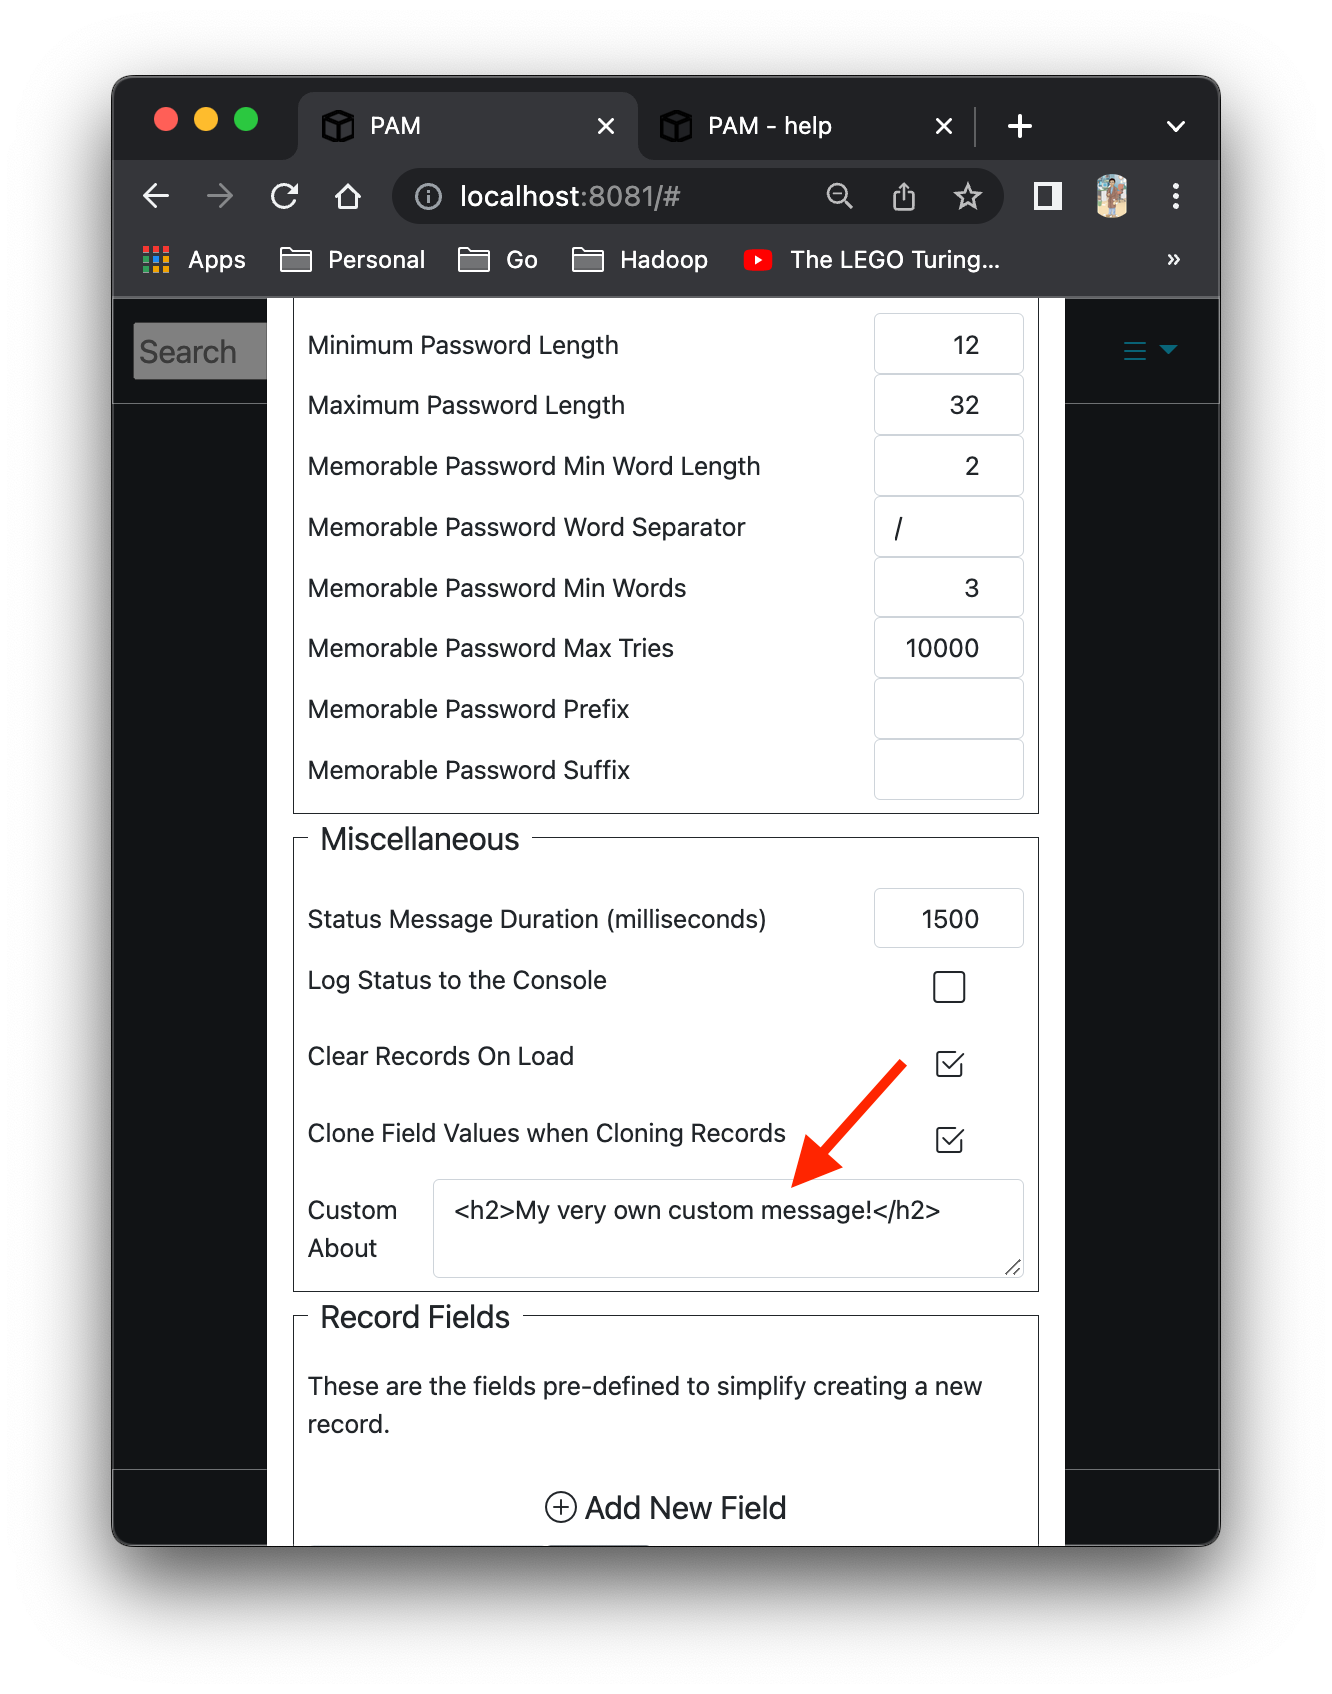 PAM
PAM - help
localhost:8081/#
Apps
Personal
Go
Hadoop
The LEGO Turing...
»
Search
Minimum Password Length 12
Maximum Password Length 32
Memorable Password Min Word Length 2
Memorable Password Word Separator /
Memorable Password Min Words 3
Memorable Password Max Tries 10000
Memorable Password Prefix
Memorable Password Suffix
Miscellaneous
Status Message Duration (milliseconds) 1500
Log Status to the Console
Clear Records On Load
Clone Field Values when Cloning Records
Custom
About
<h2>My very own custom message!</h2>
Record Fields
These are the fields pre-defined to simplify creating a new
record.
Add New Field